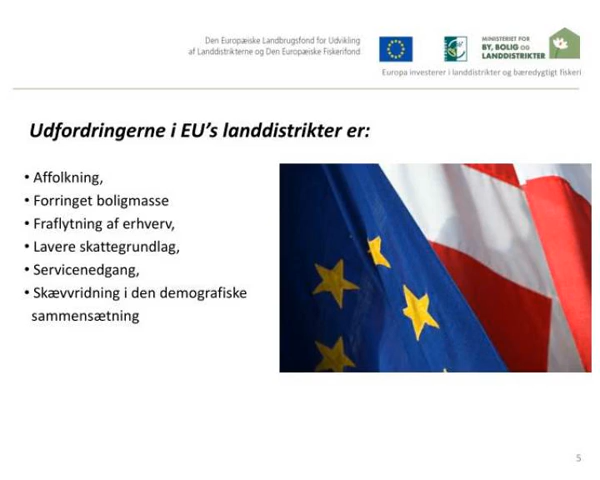 Den Europæiske Landbrugsfond for Udvikling
af Landdistrikterne og Den Europæiske Fiskerifond
MINISTERIET FOR
BY, BOLIG OG
LANDDISTRIKTER
Europa investerer i landdistrikter og bæredygtigt fiskeri
Udfordringerne i EU's landdistrikter er:
• Affolkning,
• Forringet boligmasse
• Fraflytning af erhverv,
• Lavere skattegrundlag,
• Servicenedgang,
• Skævvridning i den demografiske
sammensætning
5